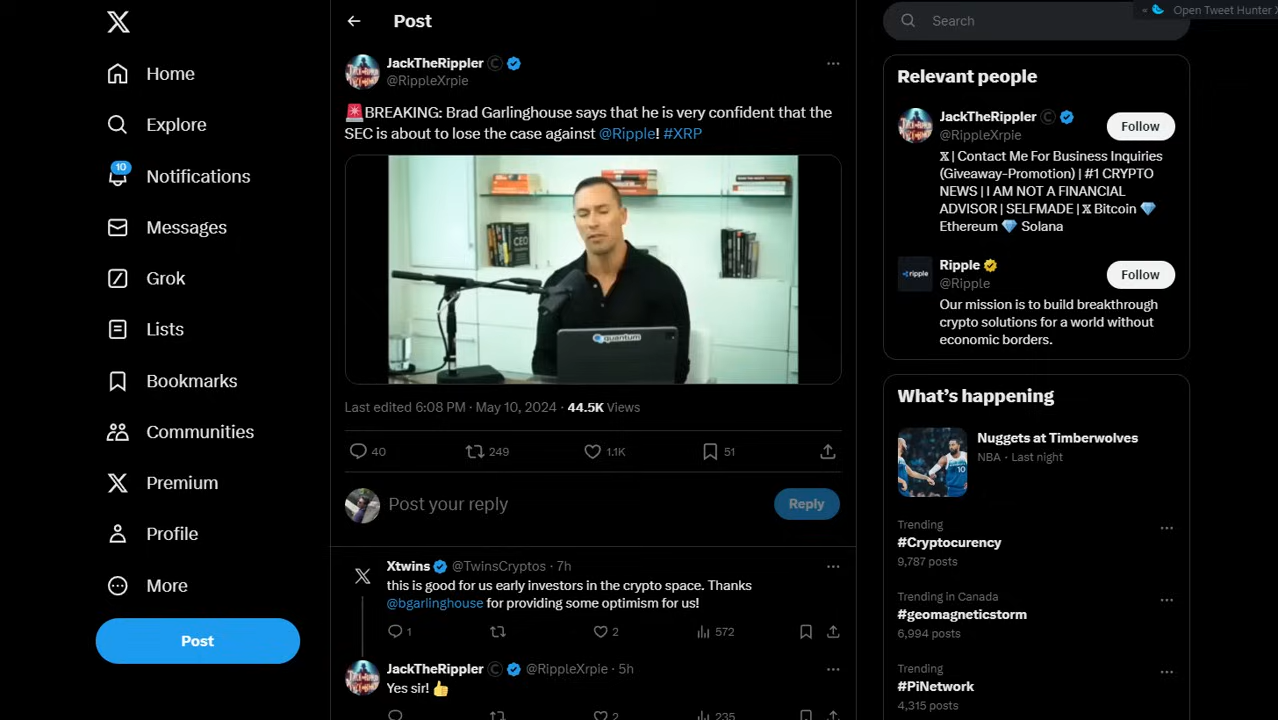 « Open Tweet Hunter X
Home
Explore
10
Notifications
Messages
Grok
Lists
Bookmarks
Communities
Premium
Profile
More
Post
Post
JackTheRippler
@RippleXrpie
🚨BREAKING: Brad Garlinghouse says that he is very confident that the
SEC is about to lose the case against @Ripple! #XRP
CEO
quantum
Last edited 6:08 PM · May 10, 2024 · 44.5K Views
40 249 1.1K 51
Post your reply
Reply
Xtwins @TwinsCryptos · 7h
this is good for us early investors in the crypto space. Thanks
@bgarlinghouse for providing some optimism for us!
1 2 572
JackTheRippler @RippleXrpie · 5h
Yes sir! 👍
2 235
Search
Relevant people
JackTheRippler
@RippleXrpie
Follow
𝕏 | Contact Me For Business Inquiries
(Giveaway-Promotion) | #1 CRYPTO
NEWS | I AM NOT A FINANCIAL
ADVISOR | SELFMADE | 𝕏 Bitcoin 💎
Ethereum 💎 Solana
ripple
Ripple
@Ripple
Follow
Our mission is to build breakthrough
crypto solutions for a world without
economic borders.
What's happening
Nuggets at Timberwolves
NBA · Last night
10
Trending
#Cryptocurency
9,787 posts
Trending in Canada
#geomagneticstorm
6,994 posts
Trending
#PiNetwork
4,315 posts